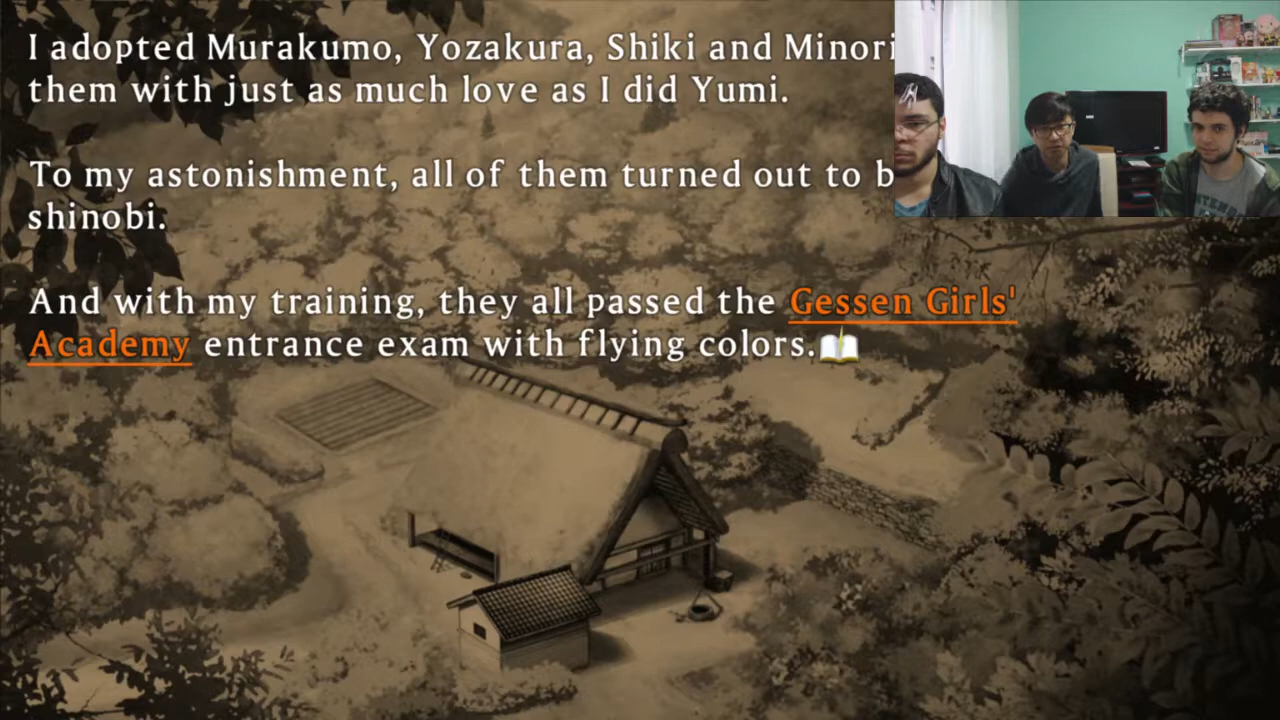 I adopted Murakumo, Yozakura, Shiki and Minori
them with just as much love as I did Yumi.
To my astonishment, all of them turned out to b
shinobi.
And with my training, they all passed the Gessen Girls'
Academy entrance exam with flying colors.